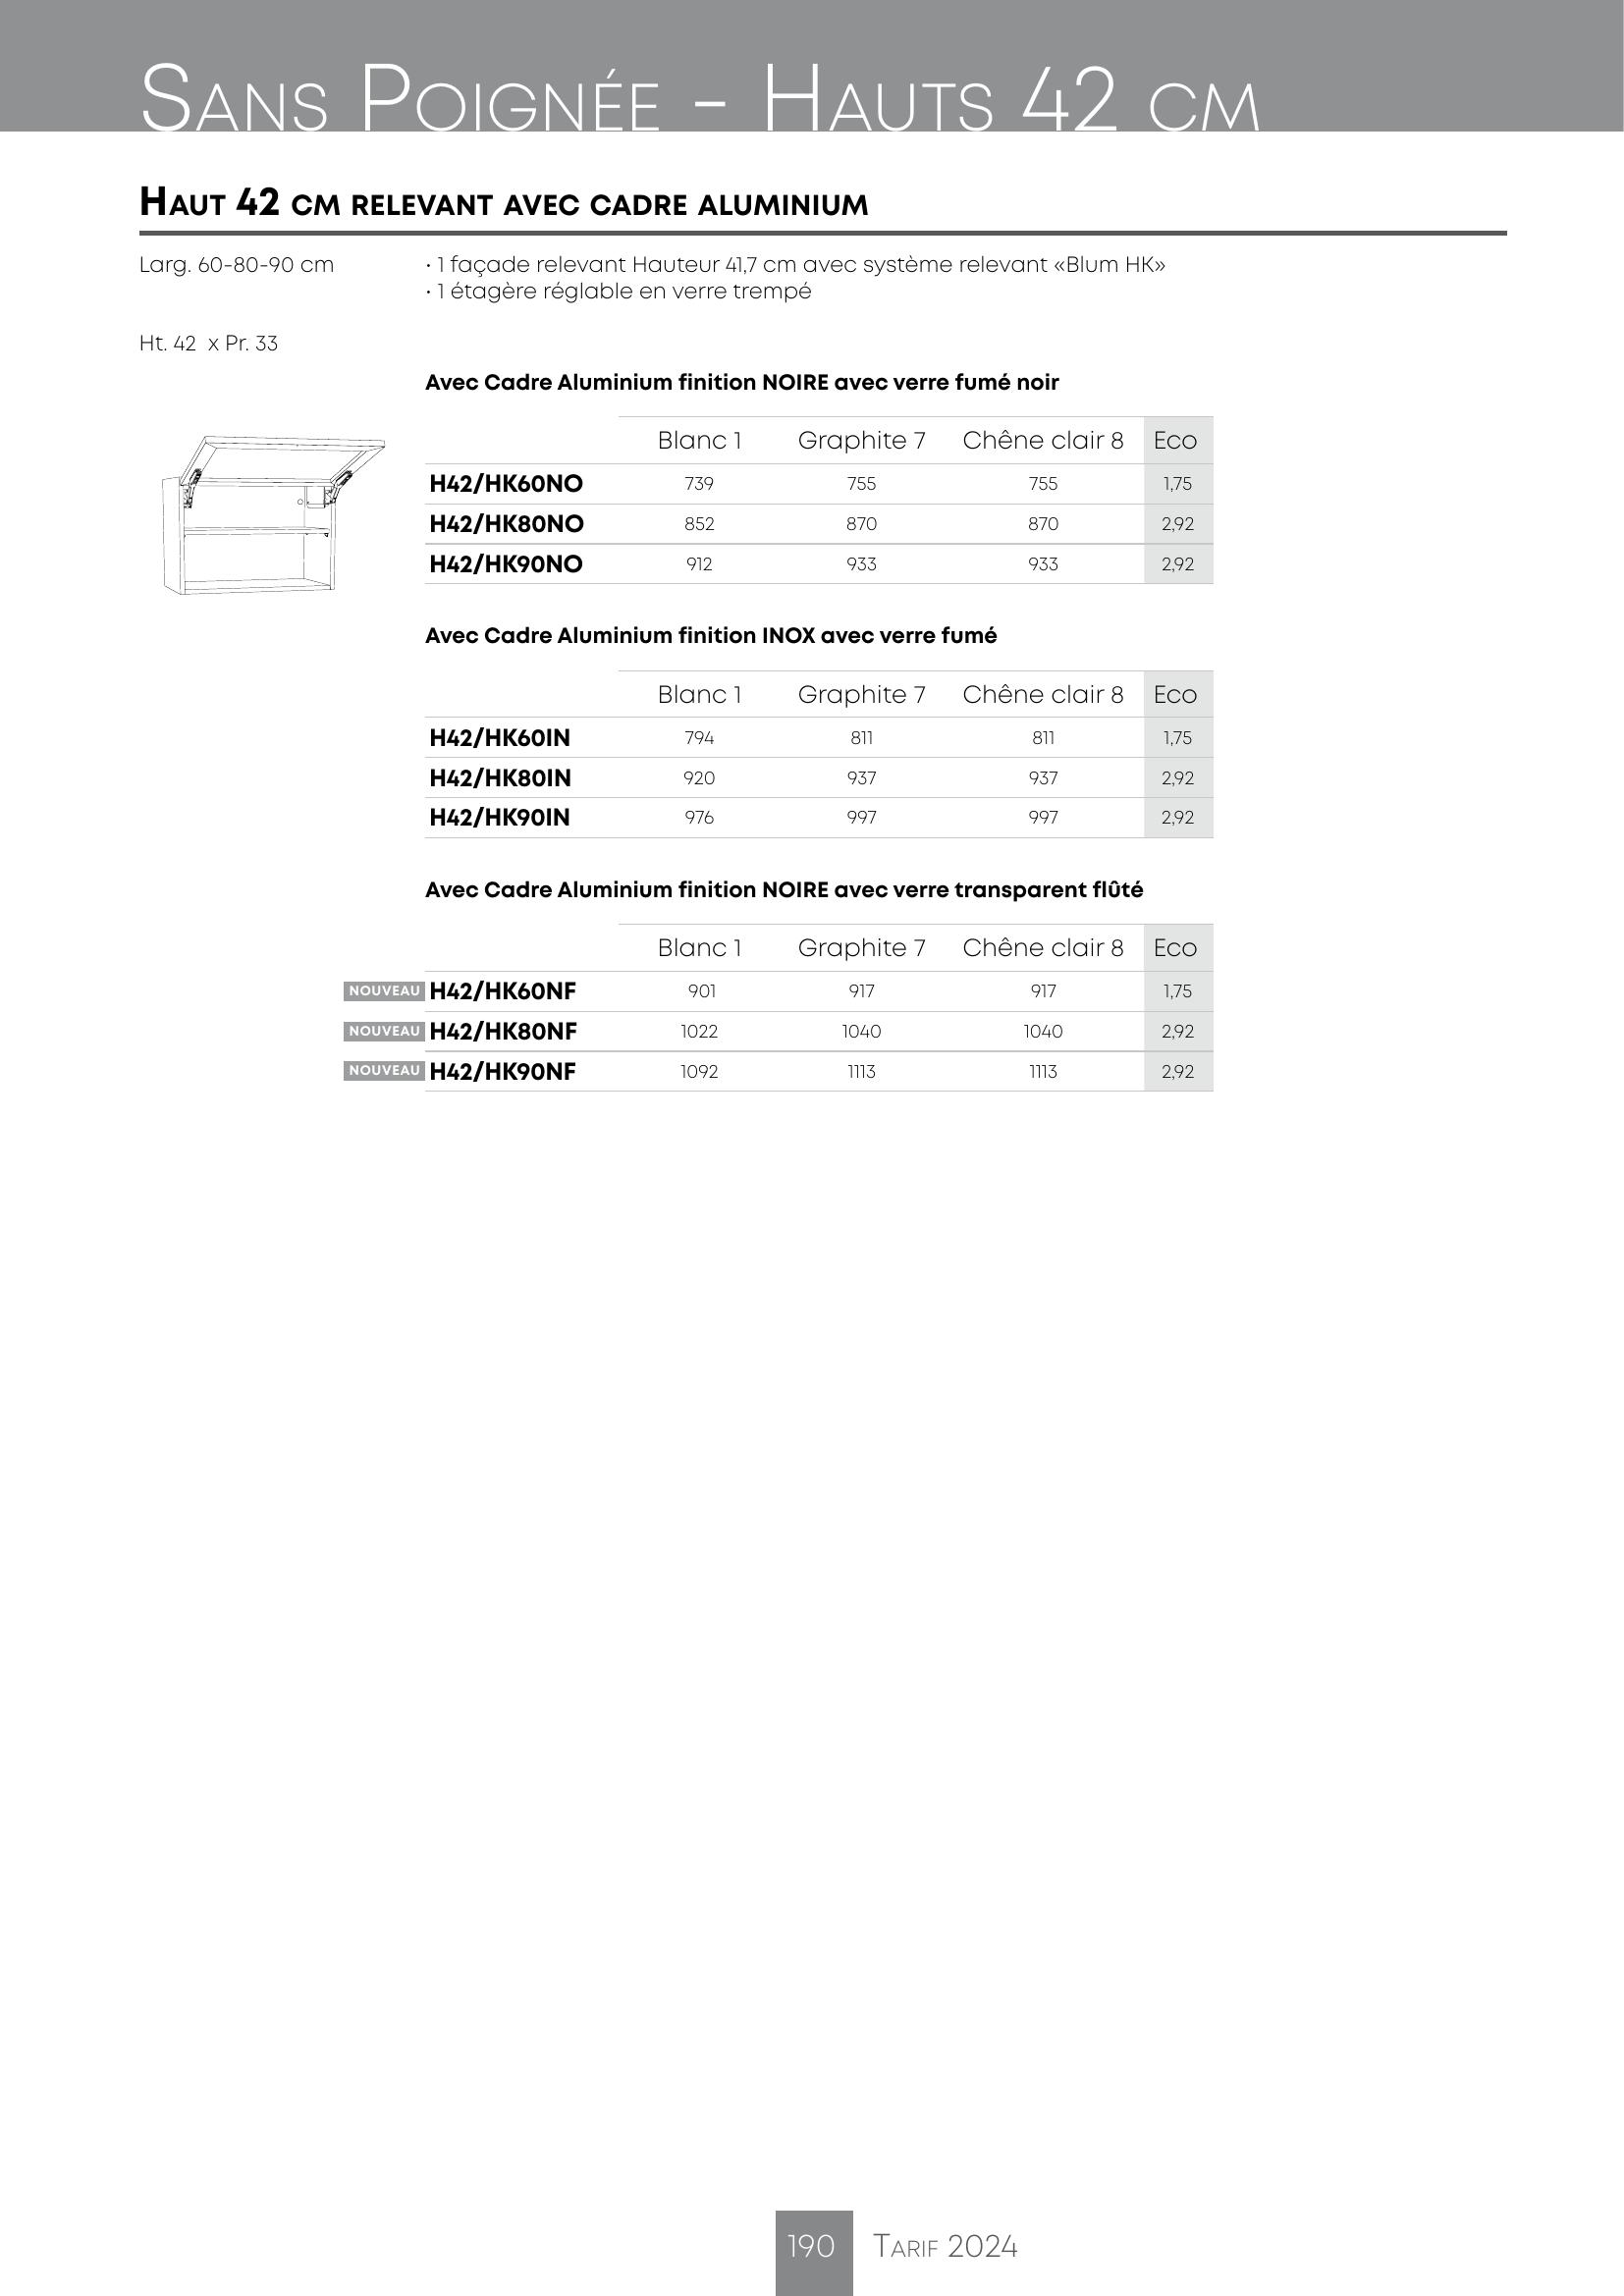 Sans Poignée - Hauts 42 cm
Haut 42 cm relevant avec cadre aluminium
Larg. 60-80-90 cm
• 1 façade relevant Hauteur 41,7 cm avec système relevant «Blum HK»
• 1 étagère réglable en verre trempé
Ht. 42 x Pr. 33
Avec Cadre Aluminium finition NOIRE avec verre fumé noir
Blanc 1 Graphite 7 Chêne clair 8 Eco
H42/HK60NO 739 755 755 1,75
H42/HK80NO 852 870 870 2,92
H42/HK90NO 912 933 933 2,92
Avec Cadre Aluminium finition INOX avec verre fumé
Blanc 1 Graphite 7 Chêne clair 8 Eco
H42/HK60IN 794 811 811 1,75
H42/HK80IN 920 937 937 2,92
H42/HK90IN 976 997 997 2,92
Avec Cadre Aluminium finition NOIRE avec verre transparent flûté
Blanc 1 Graphite 7 Chêne clair 8 Eco
NOUVEAU H42/HK60NF 901 917 917 1,75
NOUVEAU H42/HK80NF 1022 1040 1040 2,92
NOUVEAU H42/HK90NF 1092 1113 1113 2,92
190 Tarif 2024